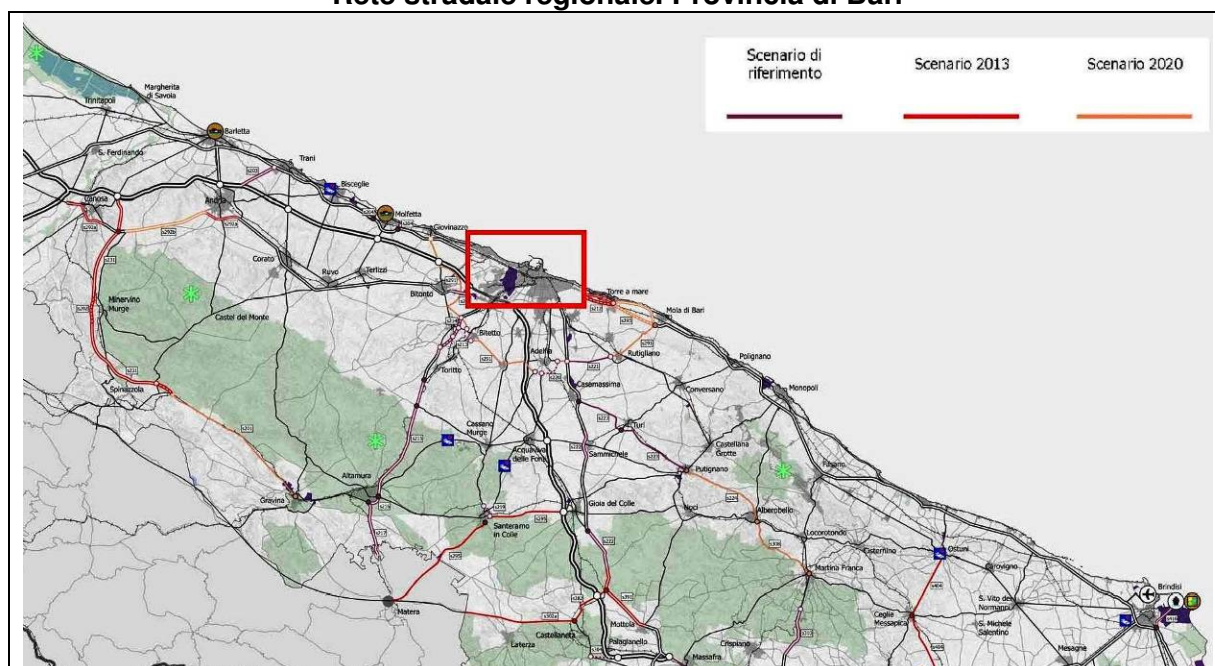 Rete stradale regionale. Provincia di Bari
Scenario di
riferimento
Scenario 2013
Scenario 2020
Margherita
di Savoia
Trinitapoli
Barletta
S. Ferdinando
Trani
Bisceglie
Canosa
Andria
Molfetta
Giovinazzo
Corato
Ruvo
Terlizzi
Bitonto
Torre a mare
Mola di Bari
Minervino
Murge
Castel del Monte
Bitetto
Adelfia
Rutigliano
Polignano
Toritto
Casamassima
Conversano
Monopoli
Spinazzola
Cassano
Murge
Turi
Castellana
Grotte
Acquaviva
delle Fonti
Sammichele
Putignano
Fasano
Altamura
Gravina
Gioia del Colle
Noci
Alberobello
Santeramo
in Colle
Locorotondo
Cisternino
Ostuni
Martina Franca
Carovigno
Brindisi
Matera
Ceglie
Messapica
S. Vito dei
Normanni
S. Michele
Salentino
Mottola
Castellaneta
Laterza
Palagianello
Massafra
Crispiano
Mesagne